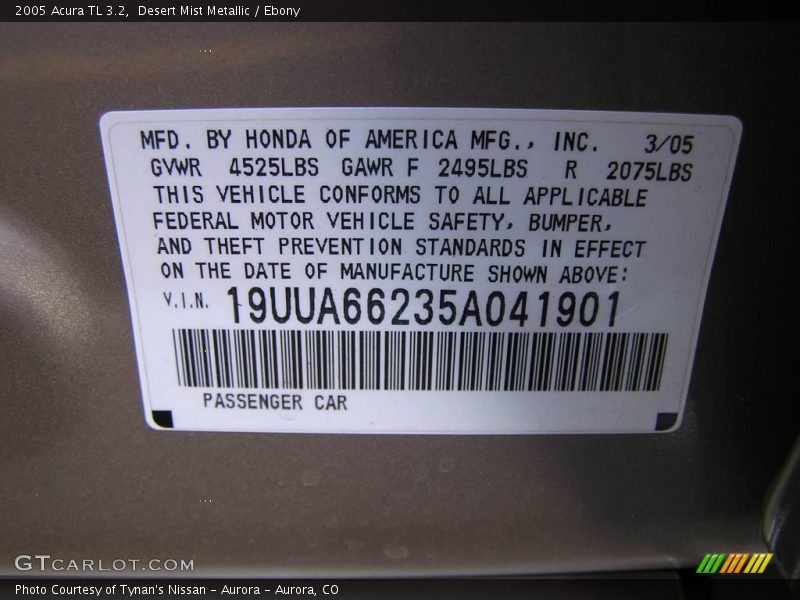 2005 Acura TL 3.2, Desert Mist Metallic / Ebony
MFD. BY HONDA OF AMERICA MFG., INC. 3/05
GVWR 4525LBS GAWR F 2495LBS R 2075LBS
THIS VEHICLE CONFORMS TO ALL APPLICABLE
FEDERAL MOTOR VEHICLE SAFETY, BUMPER,
AND THEFT PREVENTION STANDARDS IN EFFECT
ON THE DATE OF MANUFACTURE SHOWN ABOVE:
V.I.N. 19UUA66235A041901
PASSENGER CAR
GTCARLOT.COM
Photo Courtesy of Tynan's Nissan - Aurora - Aurora, CO